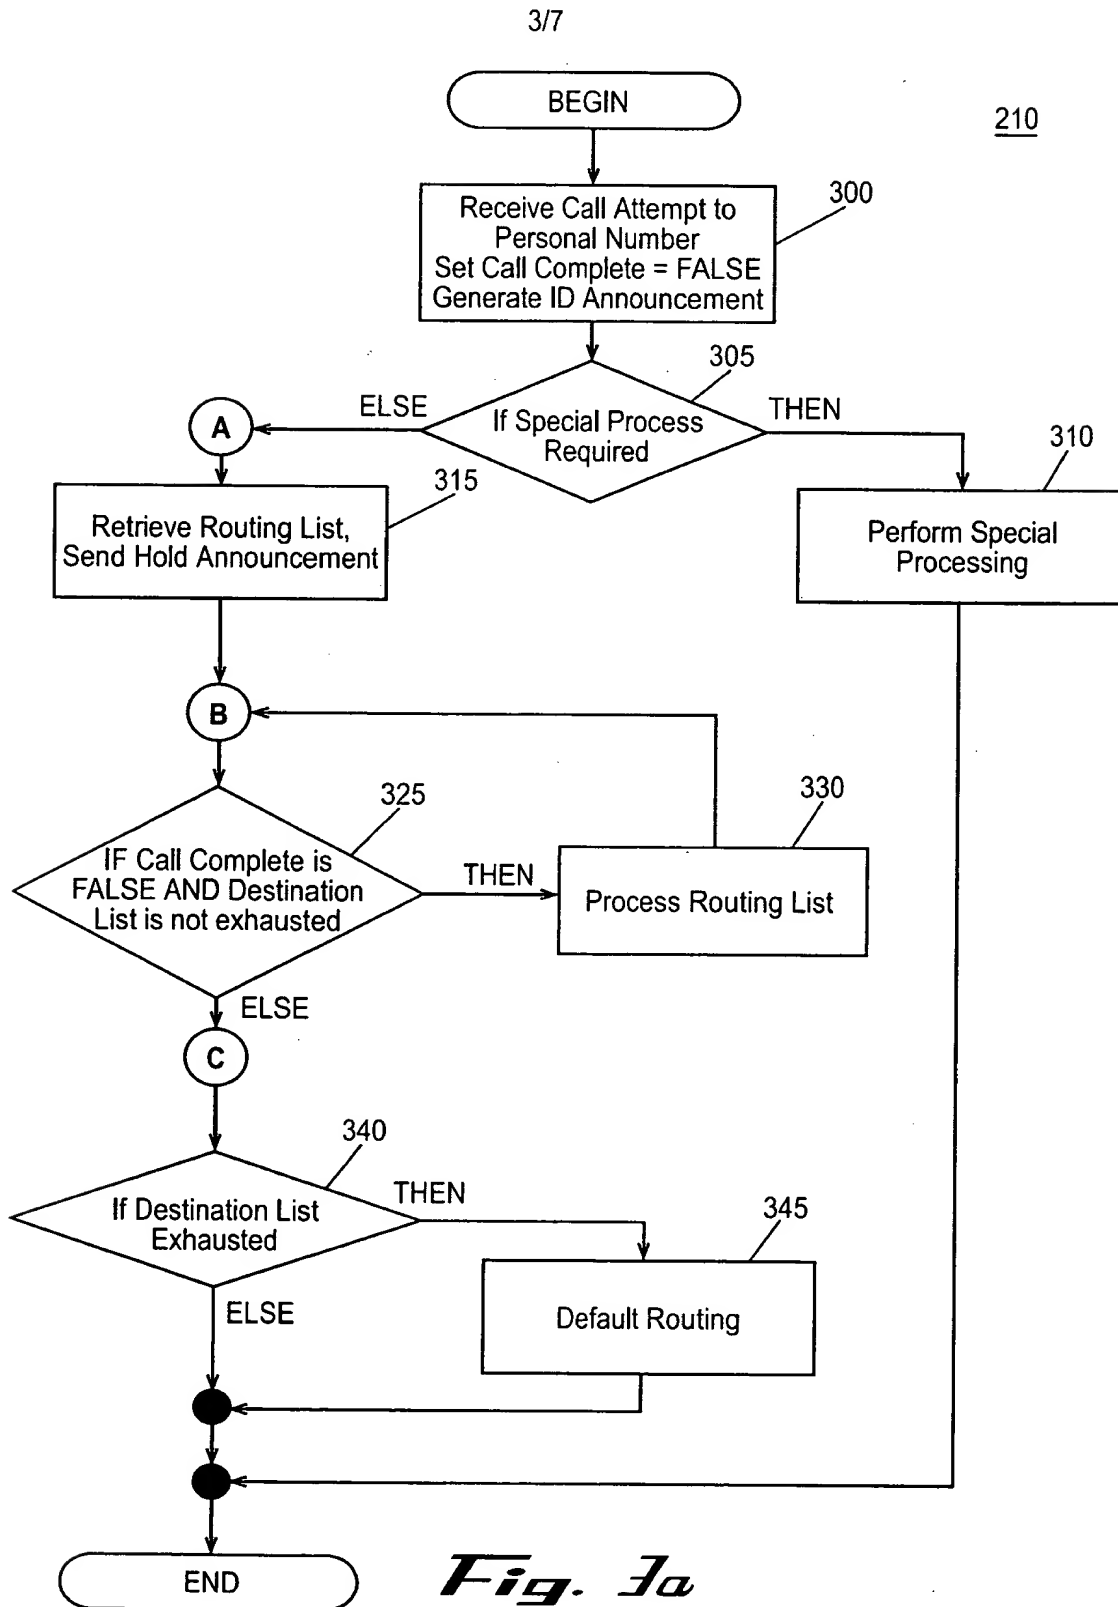 3/7
BEGIN
210
300
Receive Call Attempt to
Personal Number
Set Call Complete = FALSE
Generate ID Announcement
305
ELSE
THEN
A
If Special Process
Required
310
315
Retrieve Routing List,
Send Hold Announcement
Perform Special
Processing
B
325
330
IF Call Complete is
FALSE AND Destination
List is not exhausted
THEN
Process Routing List
ELSE
C
340
THEN
If Destination List
Exhausted
345
ELSE
Default Routing
END
Fig. 3a